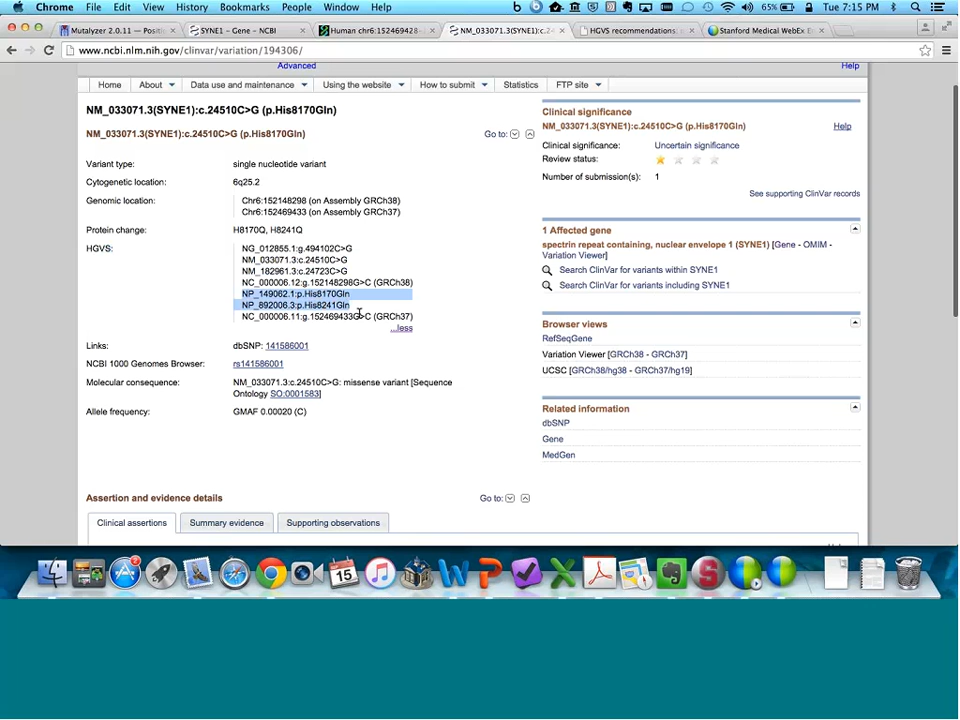 Chrome File Edit View History Bookmarks People Window Help 65% Tue 7:15 PM
Mutalyzer 2.0.11 — Positi SYNE1 – Gene – NCBI Human chr6:152469428- NM_033071.3(SYNE1):c.2 HGVS recommendations: Stanford Medical WebEx E
www.ncbi.nlm.nih.gov/clinvar/variation/194306/
Advanced Help
Home About Data use and maintenance Using the website How to submit Statistics FTP site
NM_033071.3(SYNE1):c.24510C>G (p.His8170Gln)
NM_033071.3(SYNE1):c.24510C>G (p.His8170Gln) Go to:
Variant type: single nucleotide variant
Cytogenetic location: 6q25.2
Genomic location: Chr6:152148298 (on Assembly GRCh38)
Chr6:152469433 (on Assembly GRCh37)
Protein change: H8170Q, H8241Q
HGVS: NG_012855.1:g.494102C>G
NM_033071.3:c.24510C>G
NM_182961.3:c.24723C>G
NC_000006.12:g.152148298G>C (GRCh38)
NP_149062.1:p.His8170Gln
NP_892006.3:p.His8241Gln
NC_000006.11:g.152469433G>C (GRCh37)
...less
Links: dbSNP: 141586001
NCBI 1000 Genomes Browser: rs141586001
Molecular consequence: NM_033071.3:c.24510C>G: missense variant [Sequence
Ontology SO:0001583]
Allele frequency: GMAF 0.00020 (C)
Clinical significance
NM_033071.3(SYNE1):c.24510C>G (p.His8170Gln) Help
Clinical significance: Uncertain significance
Review status:
Number of submission(s): 1
See supporting ClinVar records
1 Affected gene
spectrin repeat containing, nuclear envelope 1 (SYNE1) [Gene - OMIM -
Variation Viewer]
Search ClinVar for variants within SYNE1
Search ClinVar for variants including SYNE1
Browser views
RefSeqGene
Variation Viewer [GRCh38 - GRCh37]
UCSC [GRCh38/hg38 - GRCh37/hg19]
Related information
dbSNP
Gene
MedGen
Assertion and evidence details Go to:
Clinical assertions Summary evidence Supporting observations
15